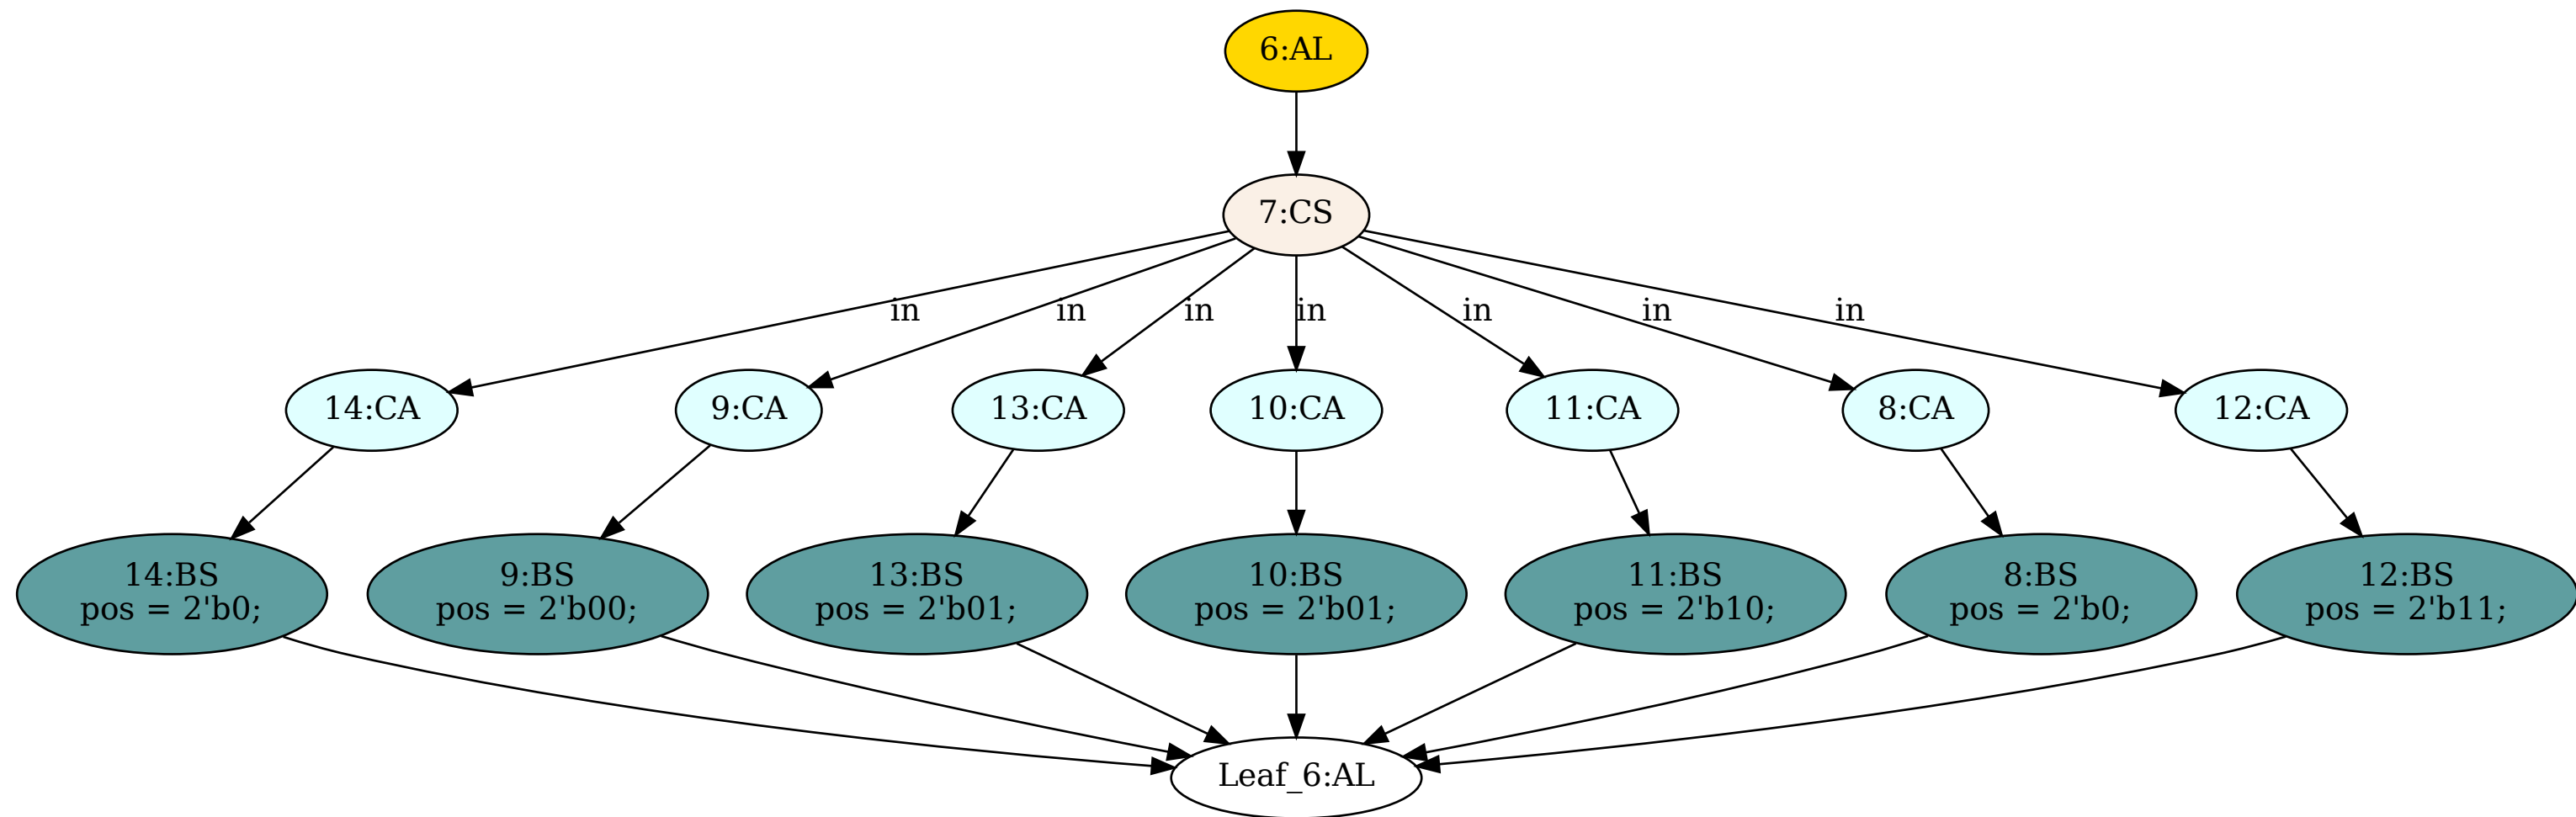 6:AL
7:CS
in
in
in
in
in
in
in
14:CA
9:CA
13:CA
10:CA
11:CA
8:CA
12:CA
14:BS
pos = 2'b0;
9:BS
pos = 2'b00;
13:BS
pos = 2'b01;
10:BS
pos = 2'b01;
11:BS
pos = 2'b10;
8:BS
pos = 2'b0;
12:BS
pos = 2'b11;
Leaf_6:AL